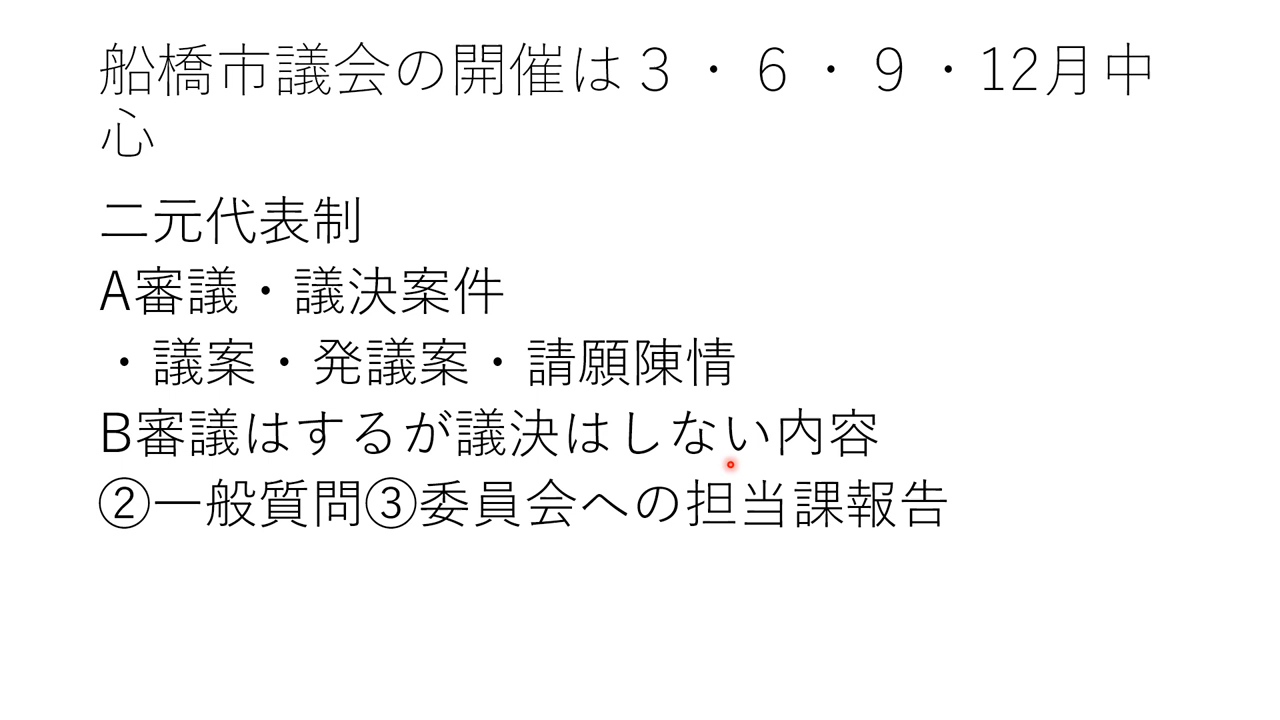 船橋市議会の開催は３・６・９・12月中
心
二元代表制
A審議・議決案件
・議案・発議案・請願陳情
B審議はするが議決はしない内容
②一般質問③委員会への担当課報告